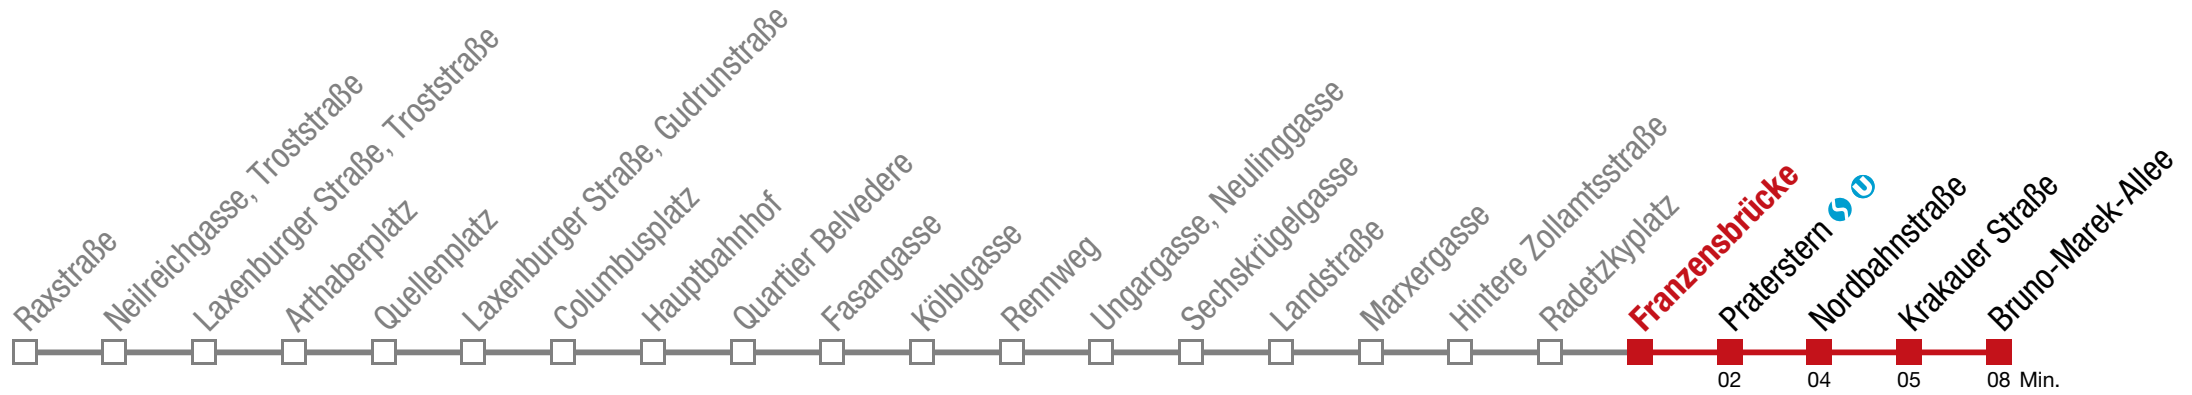 Raxstraße
Neilreichgasse, Troststraße
Laxenburger Straße, Troststraße
Arthaberplatz
Quellenplatz
Laxenburger Straße, Gudrunstraße
Columbusplatz
Hauptbahnhof
Quartier Belvedere
Fasangasse
Kölblgasse
Rennweg
Ungargasse, Neulinggasse
Sechskrügelgasse
Landstraße
Marxergasse
Hintere Zollamtsstraße
Radetzkyplatz
Franzensbrücke
Praterstern S U
Nordbahnstraße
Krakauer Straße
Bruno-Marek-Allee
02 04 05 08 Min.